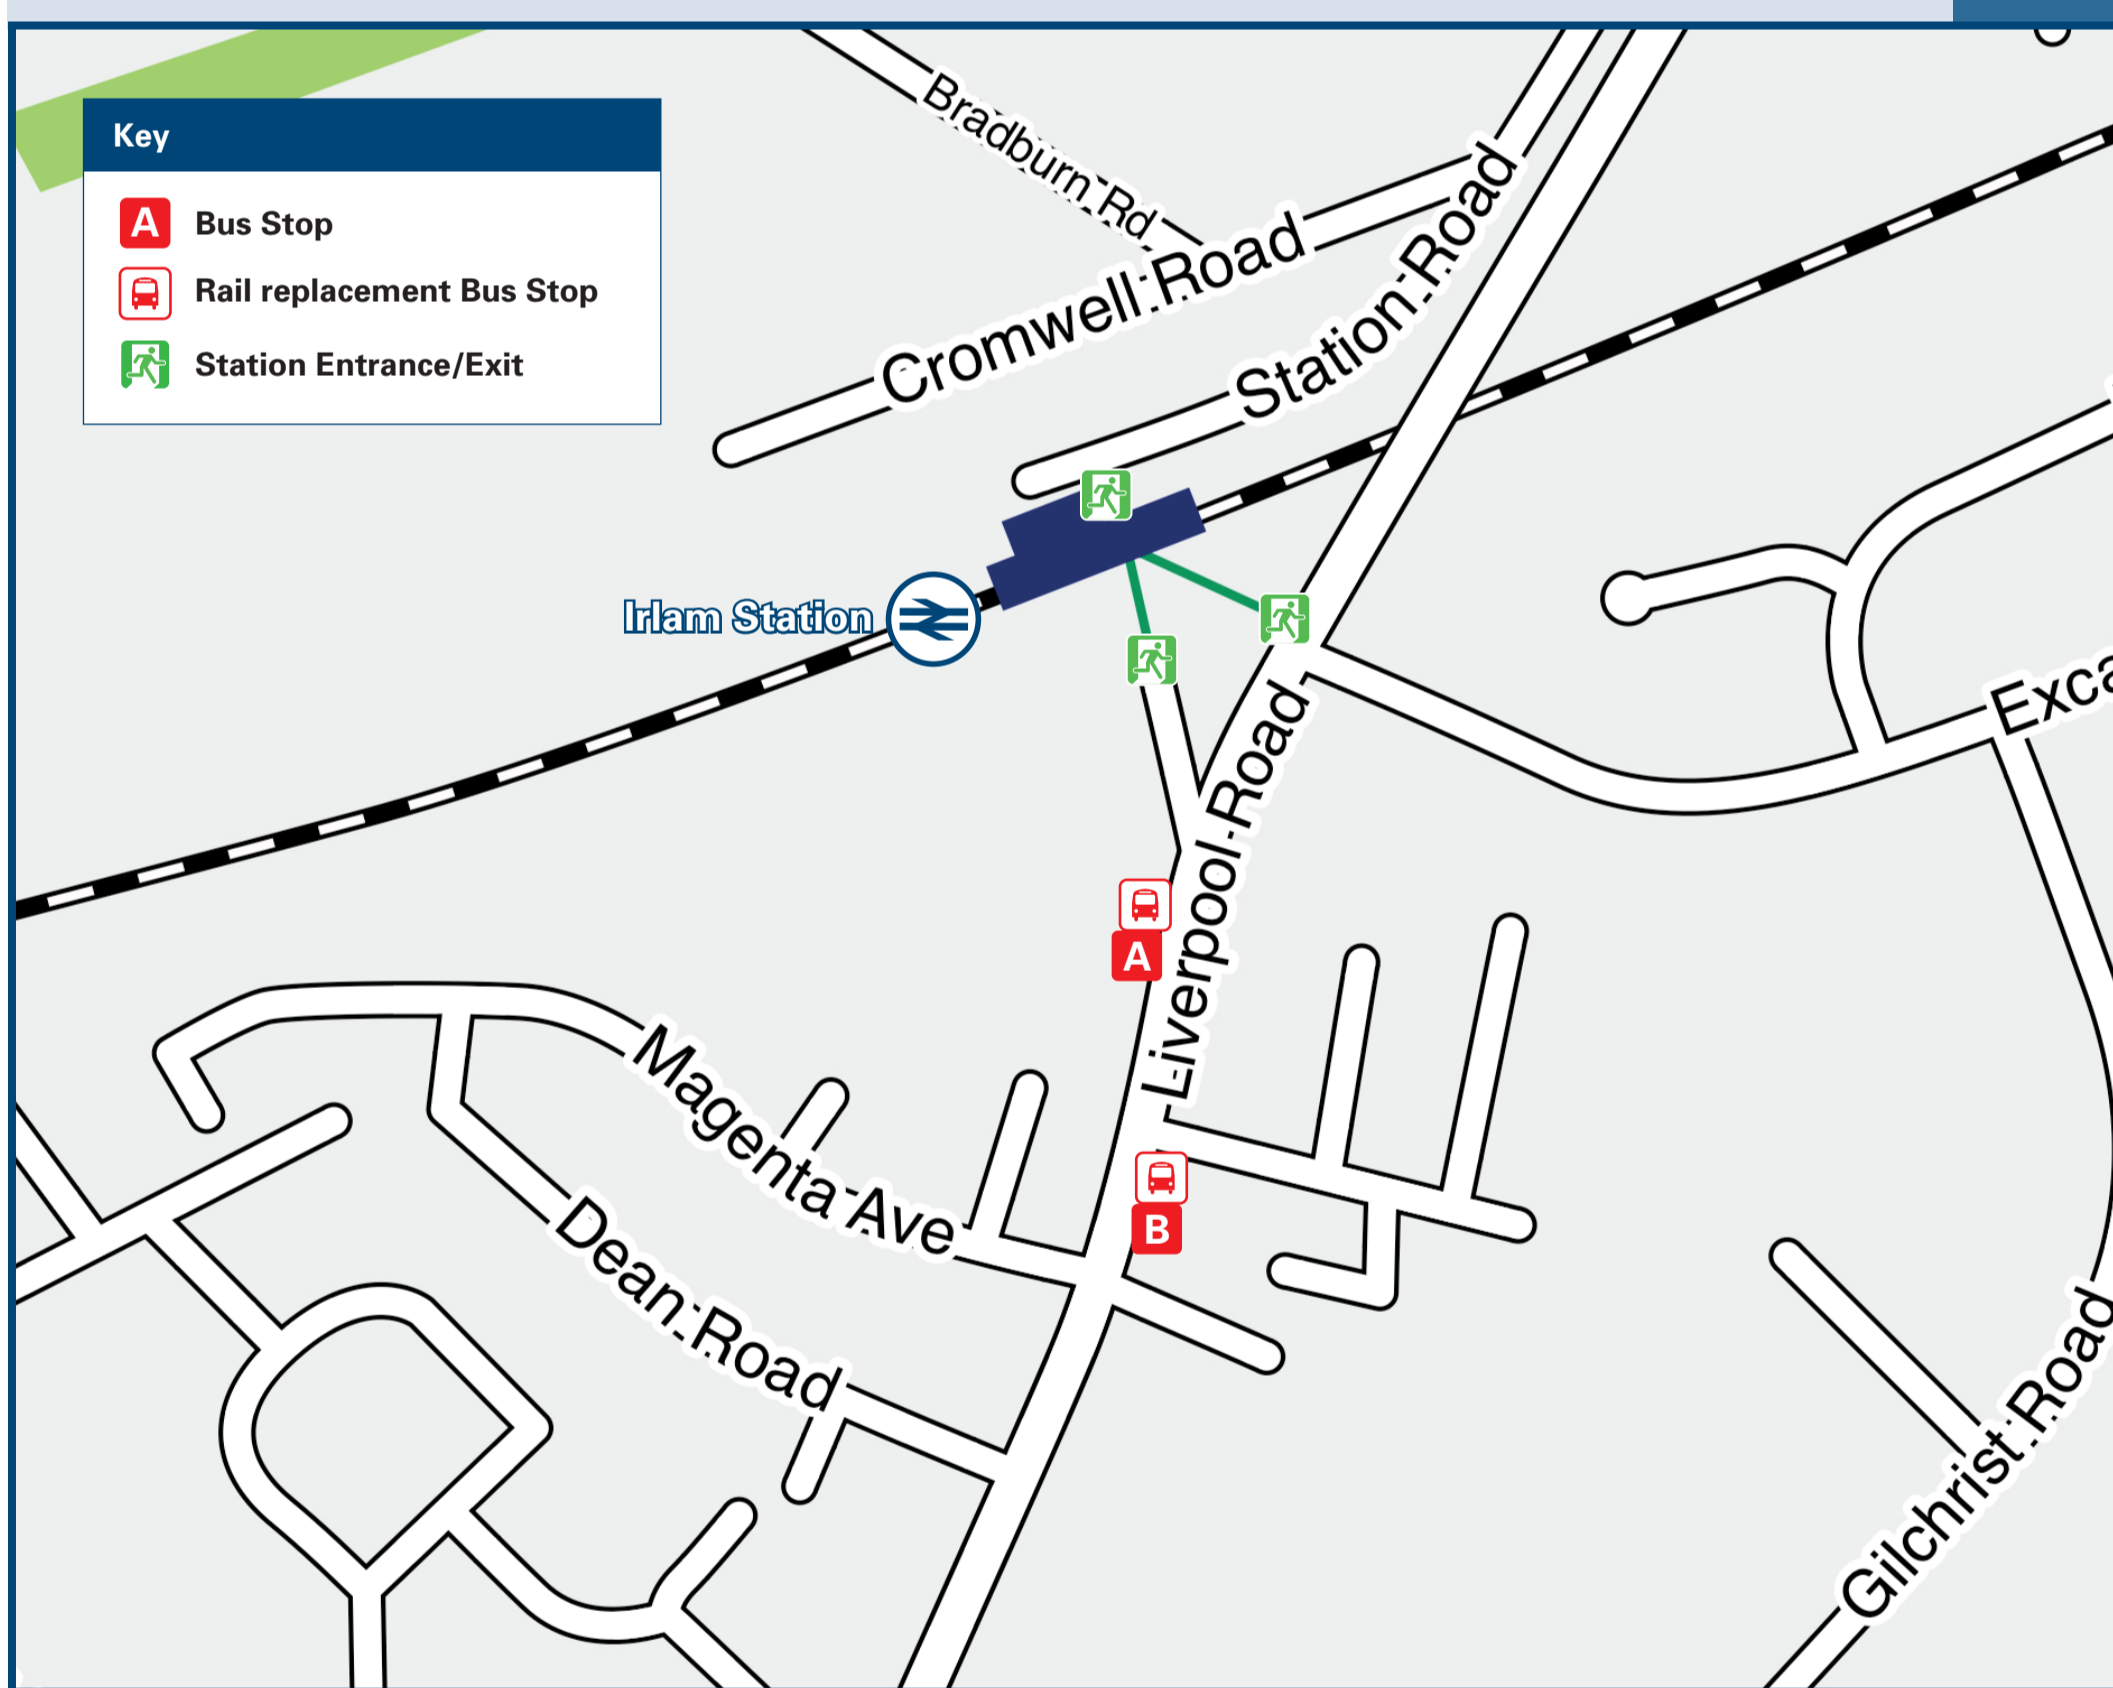 Key
A Bus Stop
Rail replacement Bus Stop
Station Entrance/Exit
Bradburn Rd
Cromwell Road
Station Road
Irlam Station
Exca
Liverpool Road
A
Magenta Ave
B
Dean Road
Gilchrist Road